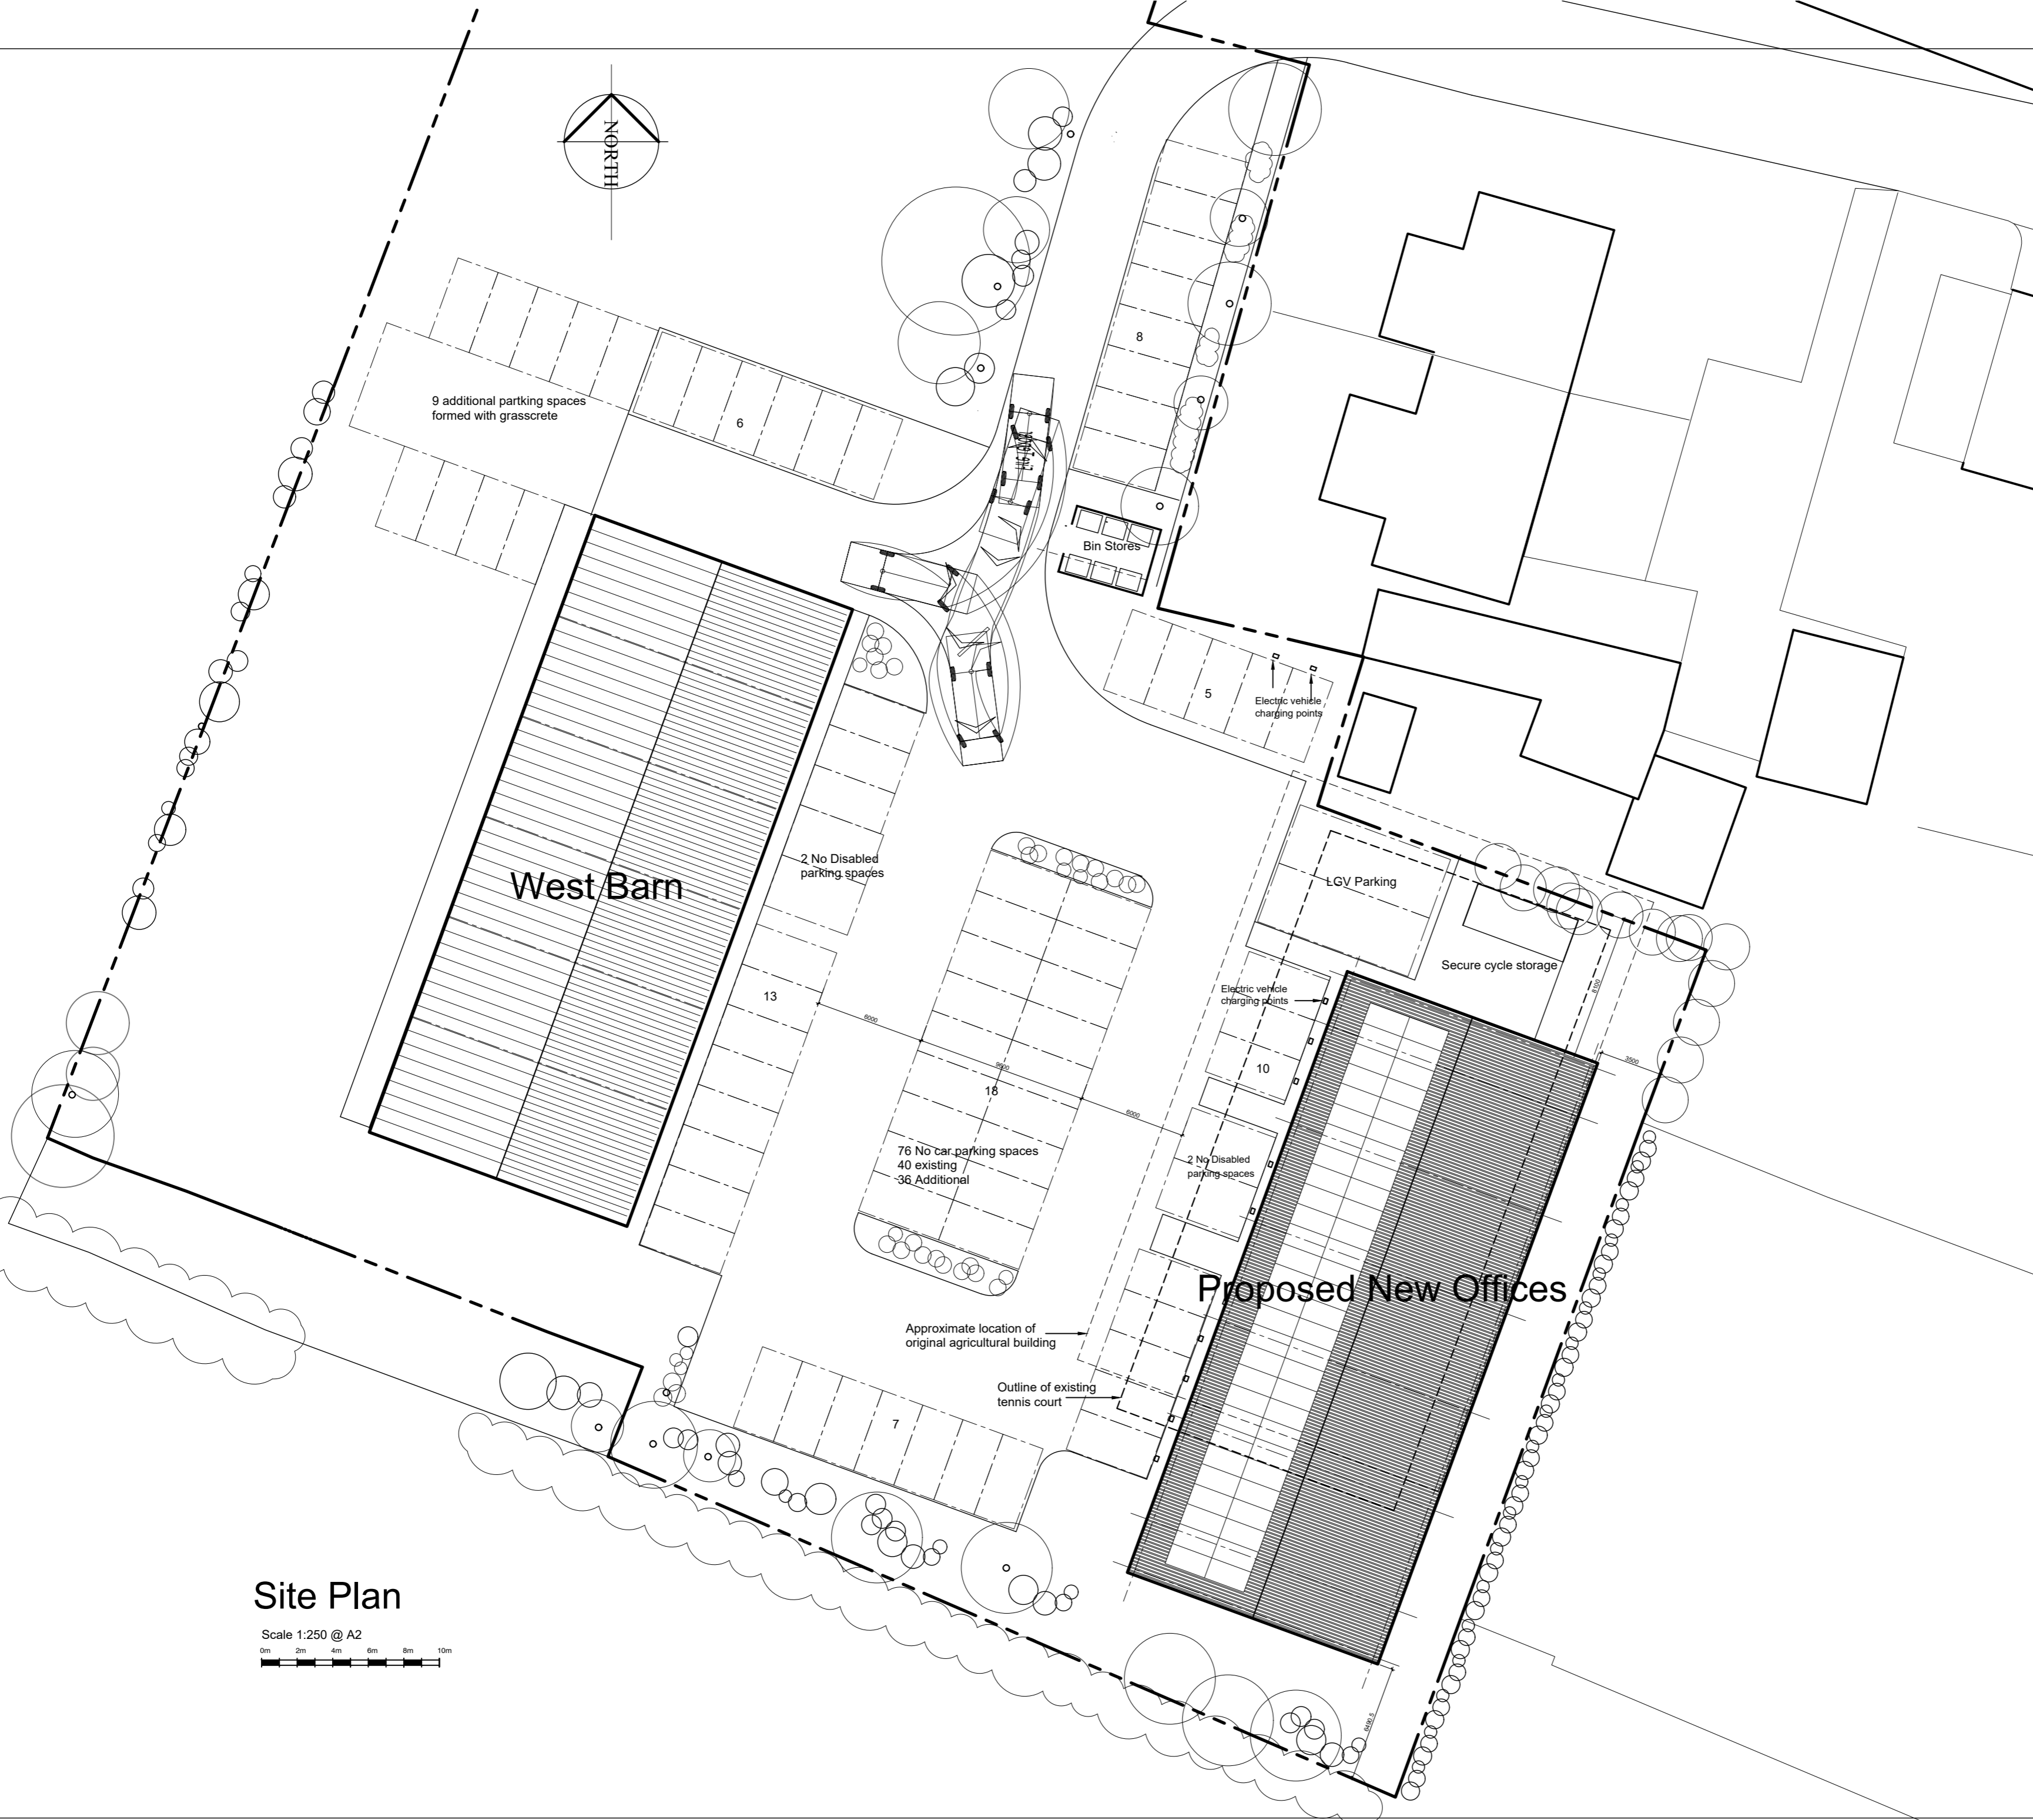 NORTH
8
9 additional partking spaces
formed with grasscrete
6
Bin Stores
5
Electric vehicle
charging points
2 No Disabled
parking spaces
West Barn
LGV Parking
Secure cycle storage
13
Electric vehicle
charging points
8100
6000
9600
18
6000
10
3500
76 No car parking spaces
40 existing
36 Additional
2 No Disabled
parking spaces
Proposed New Offices
Approximate location of
original agricultural building
Outline of existing
tennis court
7
Site Plan
Scale 1:250 @ A2
0m 2m 4m 6m 8m 10m
6490.5